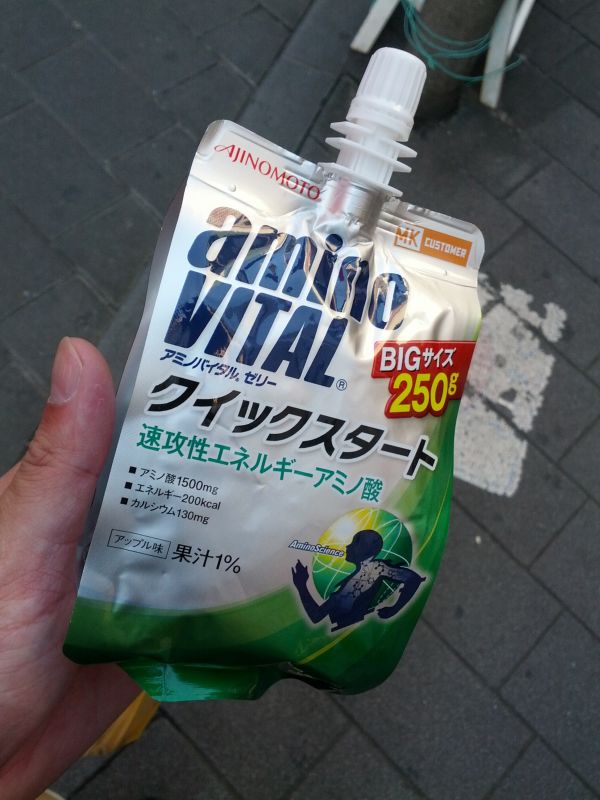 AJINOMOTO
MK CUSTOMER
amino
VITAL®
アミノバイタル® ゼリー
BIGサイズ
250g
クイックスタート
速攻性エネルギーアミノ酸
■アミノ酸1500mg
■エネルギー200kcal
■カルシウム130mg
アップル味 果汁1%
AminoScience